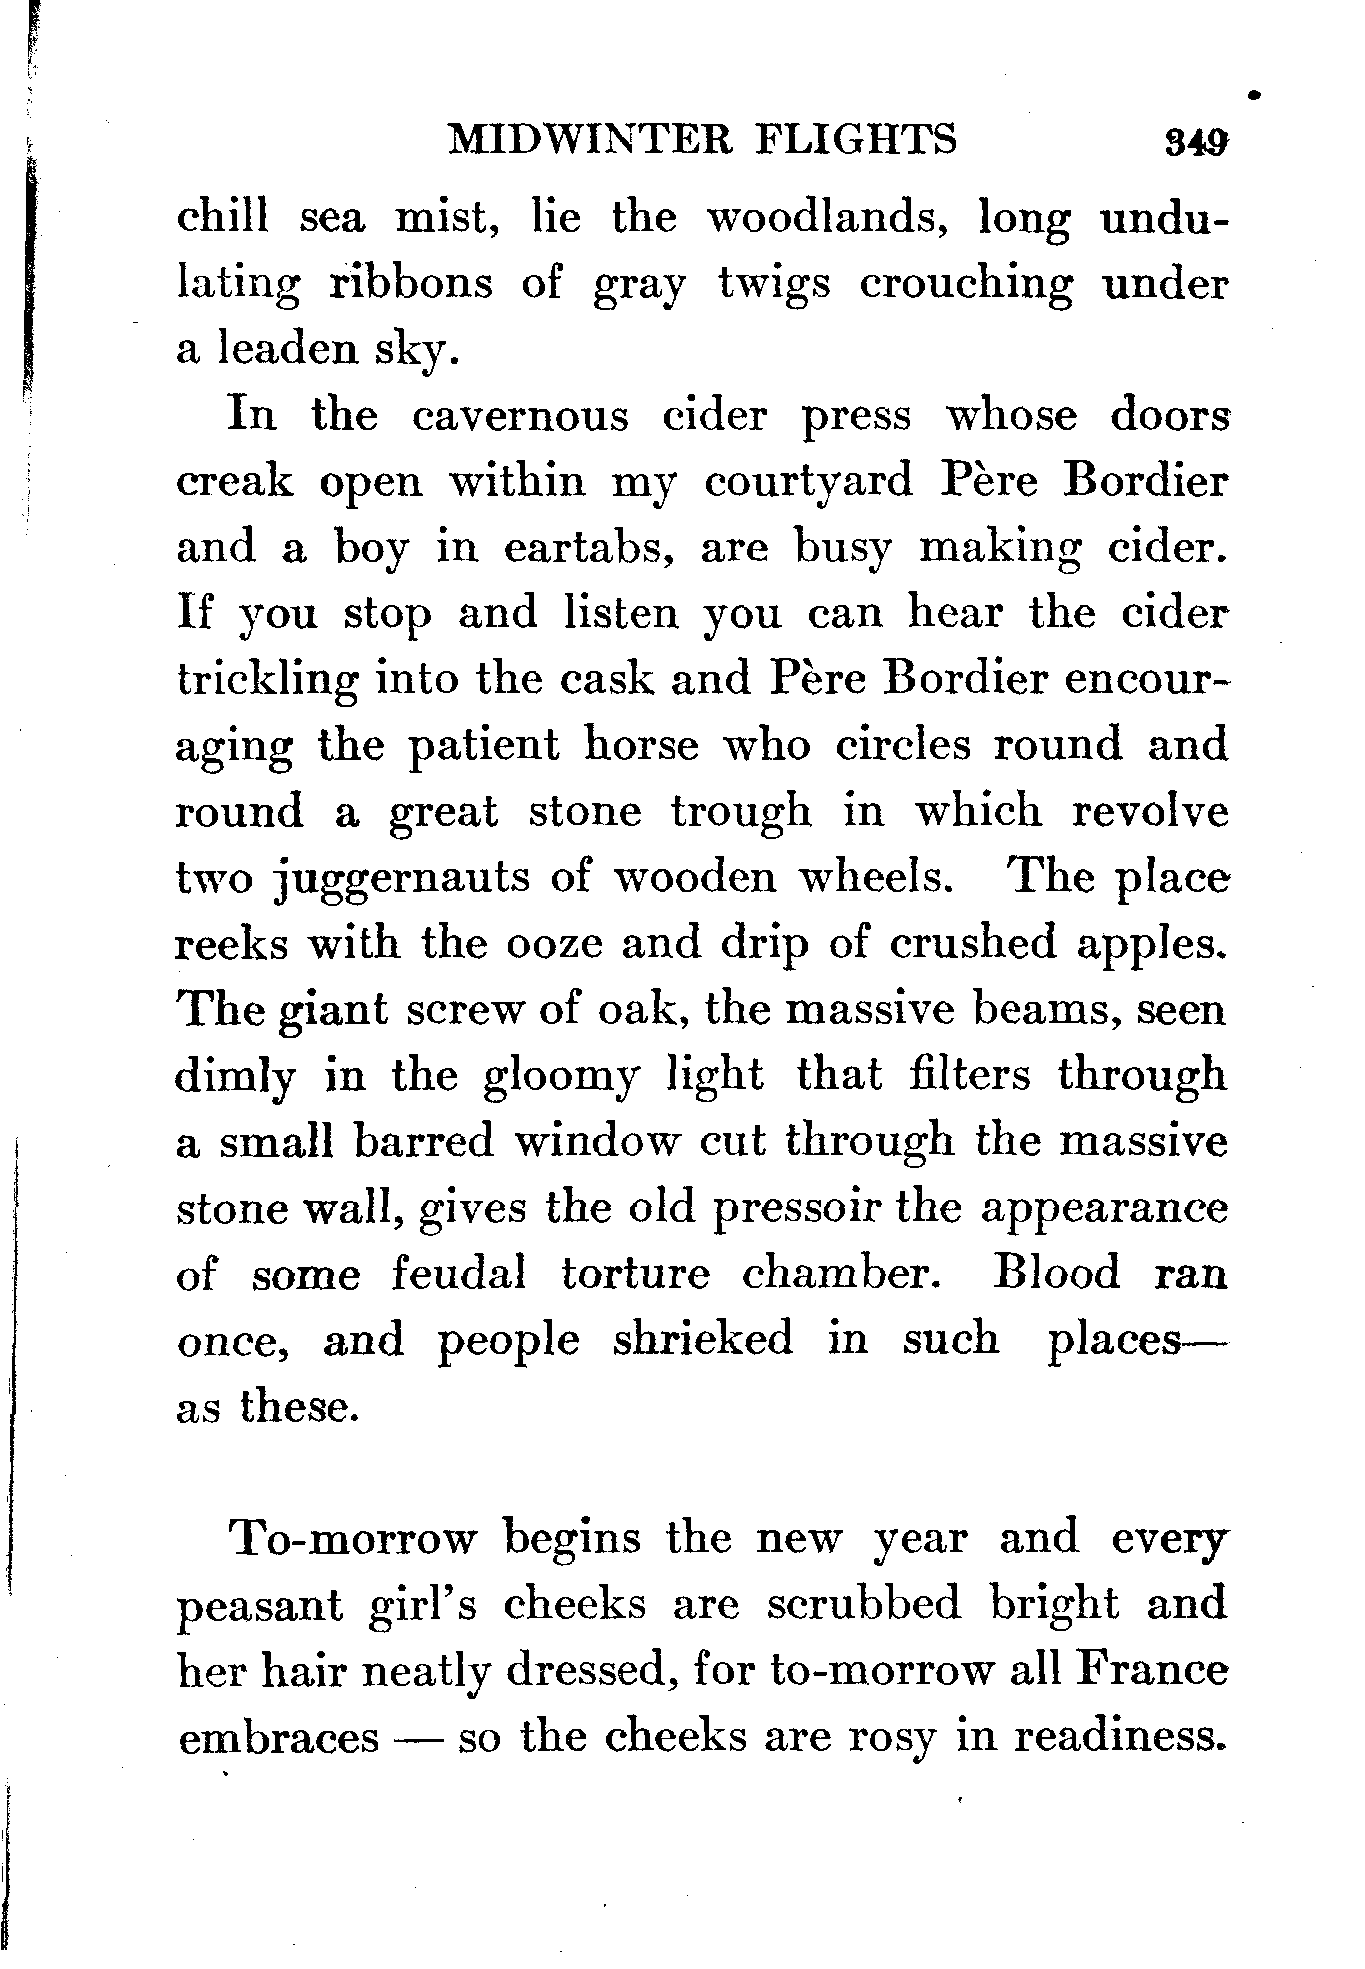 MIDWINTER FLIGHTS 349
chill sea mist, lie the woodlands, long undu-
lating ribbons of gray twigs crouching under
a leaden sky.
In the cavernous cider press whose doors
creak open within my courtyard Père Bordier
and a boy in eartabs, are busy making cider.
If you stop and listen you can hear the cider
trickling into the cask and Père Bordier encour-
aging the patient horse who circles round and
round a great stone trough in which revolve
two juggernauts of wooden wheels. The place
reeks with the ooze and drip of crushed apples.
The giant screw of oak, the massive beams, seen
dimly in the gloomy light that filters through
a small barred window cut through the massive
stone wall, gives the old pressoir the appearance
of some feudal torture chamber. Blood ran
once, and people shrieked in such places—
as these.
To-morrow begins the new year and every
peasant girl's cheeks are scrubbed bright and
her hair neatly dressed, for to-morrow all France
embraces — so the cheeks are rosy in readiness.